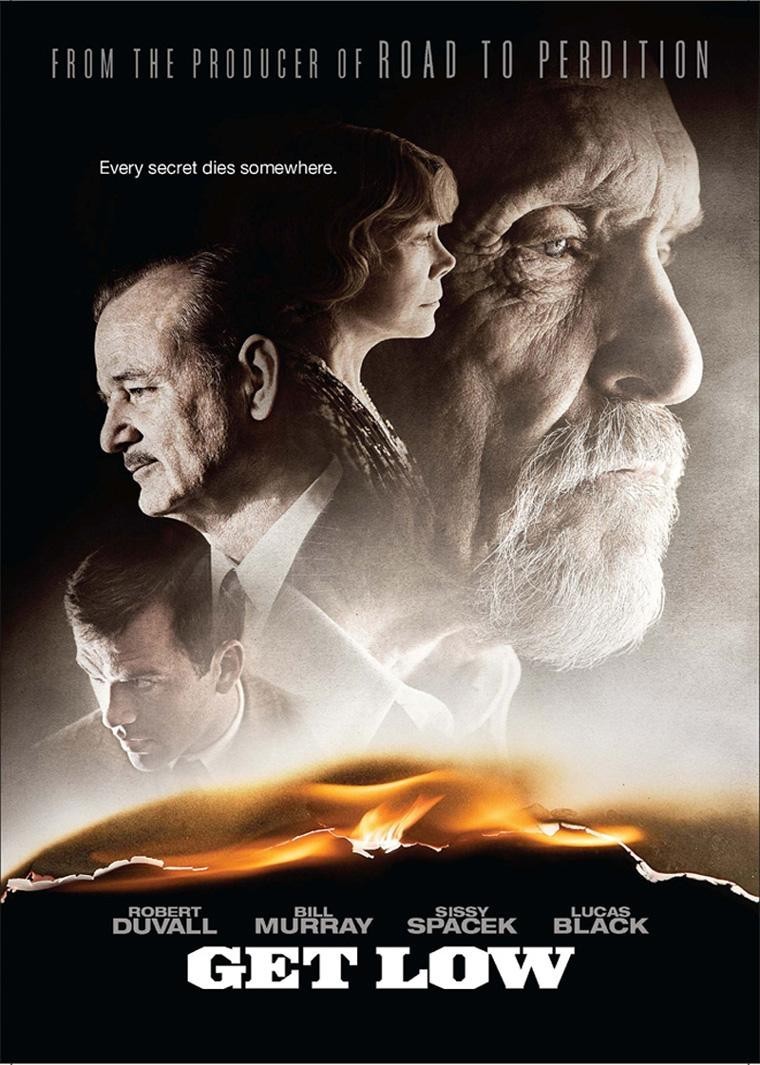 FROM THE PRODUCER OF ROAD TO PERDITION
Every secret dies somewhere.
ROBERT DUVALL BILL MURRAY SISSY SPACEK LUCAS BLACK
GET LOW